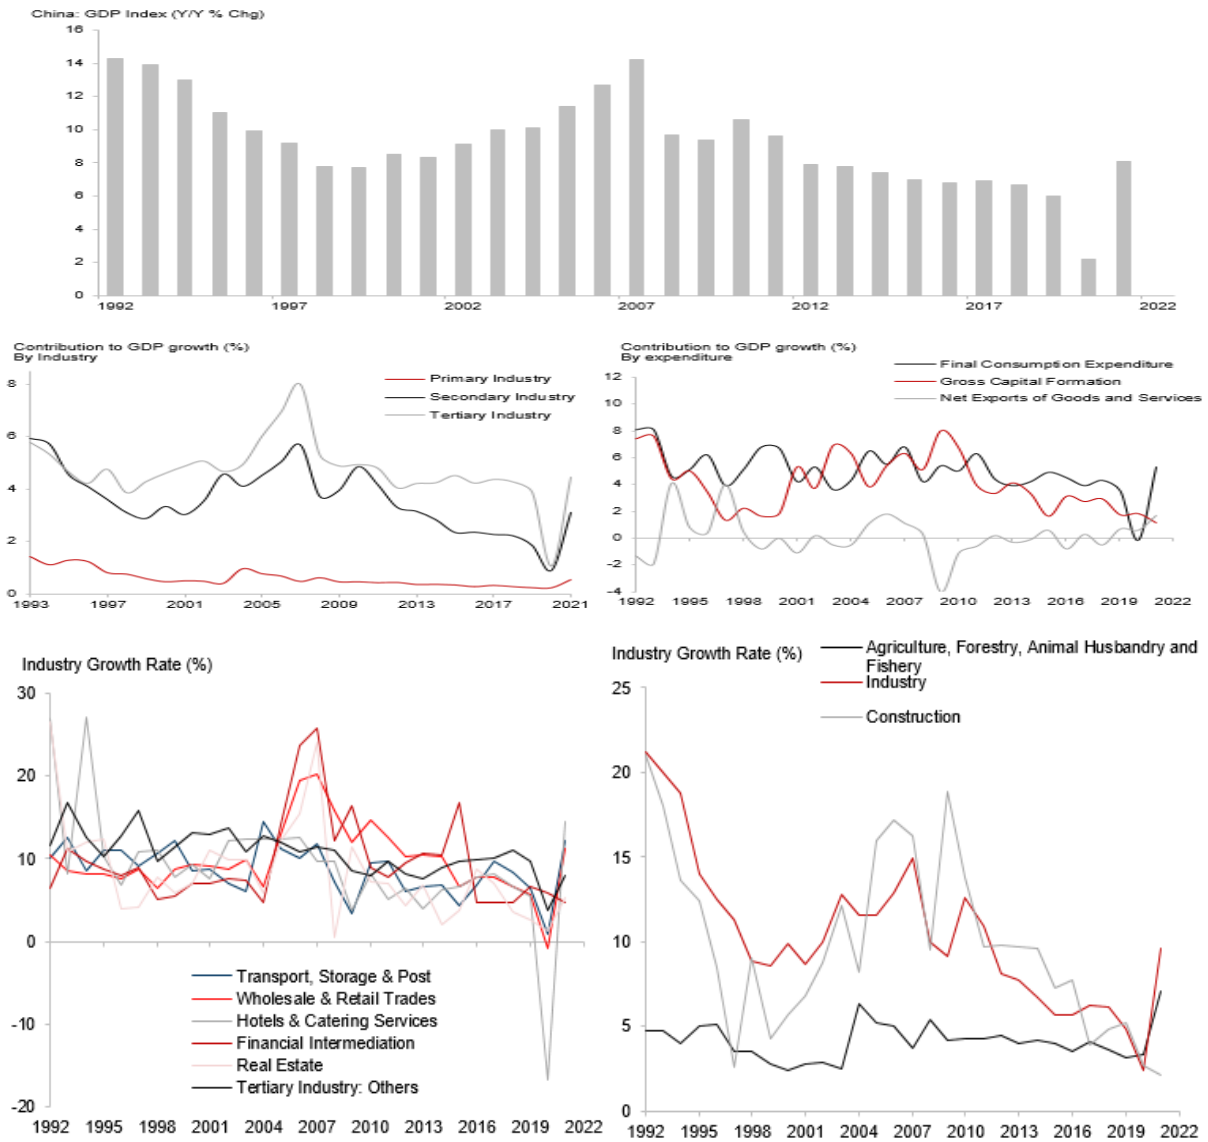 China: GDP Index (Y/Y % Chg)
16
14
12
10
8
6
4
2
0
1992 1997 2002 2007 2012 2017 2022
Contribution to GDP growth (%)
By Industry
Primary Industry
Secondary Industry
Tertiary Industry
8
6
4
2
0
1993 1997 2001 2005 2009 2013 2017 2021
Contribution to GDP growth (%)
By expenditure
Final Consumption Expenditure
Gross Capital Formation
Net Exports of Goods and Services
12
10
8
6
4
2
0
-2
-4
1992 1995 1998 2001 2004 2007 2010 2013 2016 2019 2022
Industry Growth Rate (%)
30
20
10
0
-10
-20
Transport, Storage & Post
Wholesale & Retail Trades
Hotels & Catering Services
Financial Intermediation
Real Estate
Tertiary Industry: Others
1992 1995 1998 2001 2004 2007 2010 2013 2016 2019 2022
Industry Growth Rate (%)
Agriculture, Forestry, Animal Husbandry and
Fishery
Industry
Construction
25
20
15
10
5
0
1992 1995 1998 2001 2004 2007 2010 2013 2016 2019 2022